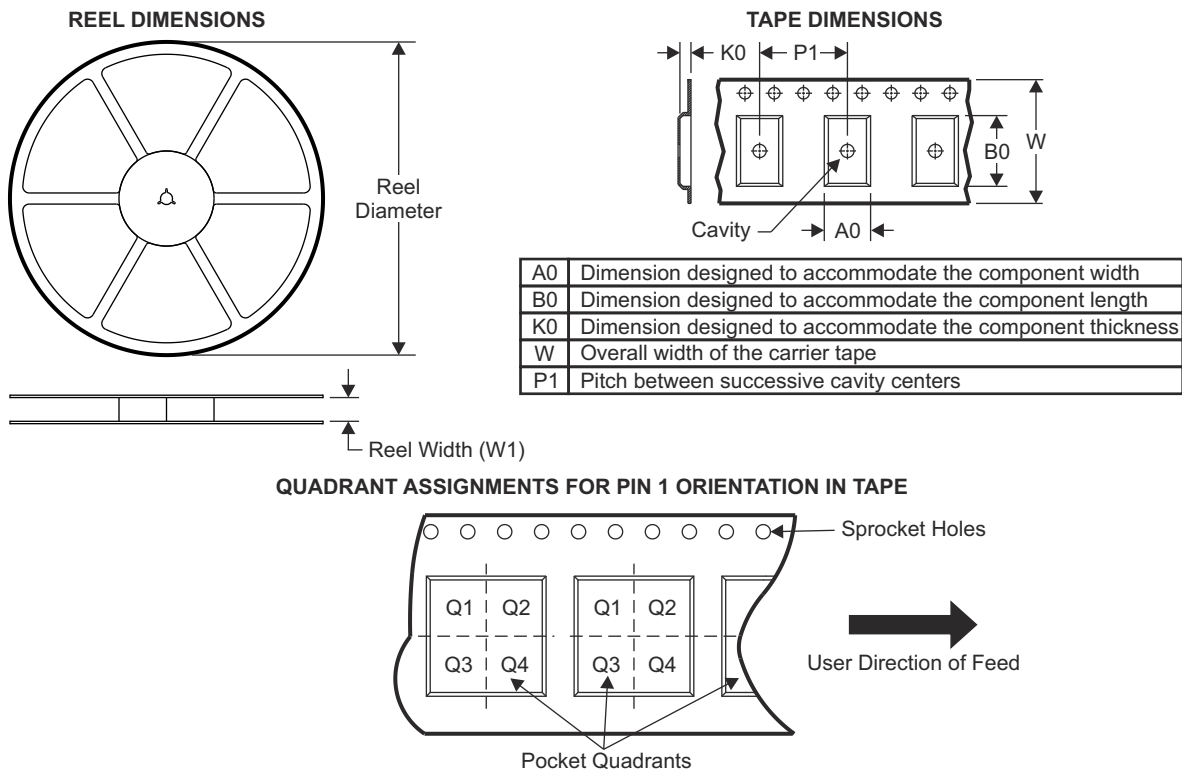 REEL DIMENSIONS
Reel
Diameter
Reel Width (W1)
TAPE DIMENSIONS
K0 P1
B0 W
Cavity A0
A0 Dimension designed to accommodate the component width
B0 Dimension designed to accommodate the component length
K0 Dimension designed to accommodate the component thickness
W Overall width of the carrier tape
P1 Pitch between successive cavity centers
QUADRANT ASSIGNMENTS FOR PIN 1 ORIENTATION IN TAPE
Sprocket Holes
Q1 Q2 Q1 Q2
Q3 Q4 Q3 Q4
User Direction of Feed
Pocket Quadrants